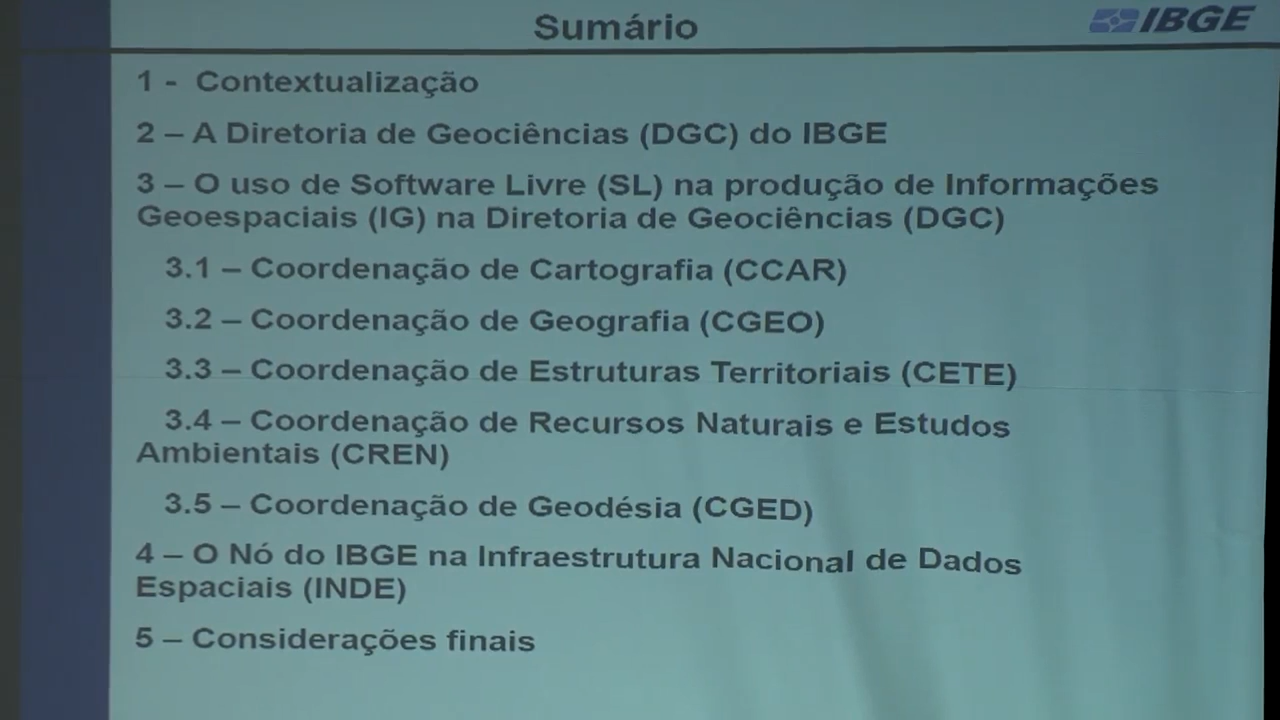 Sumário
IBGE
1 - Contextualização
2 – A Diretoria de Geociências (DGC) do IBGE
3 – O uso de Software Livre (SL) na produção de Informações
Geoespaciais (IG) na Diretoria de Geociências (DGC)
3.1 – Coordenação de Cartografia (CCAR)
3.2 – Coordenação de Geografia (CGEO)
3.3 – Coordenação de Estruturas Territoriais (CETE)
3.4 – Coordenação de Recursos Naturais e Estudos
Ambientais (CREN)
3.5 – Coordenação de Geodésia (CGED)
4 – O Nó do IBGE na Infraestrutura Nacional de Dados
Espaciais (INDE)
5 – Considerações finais